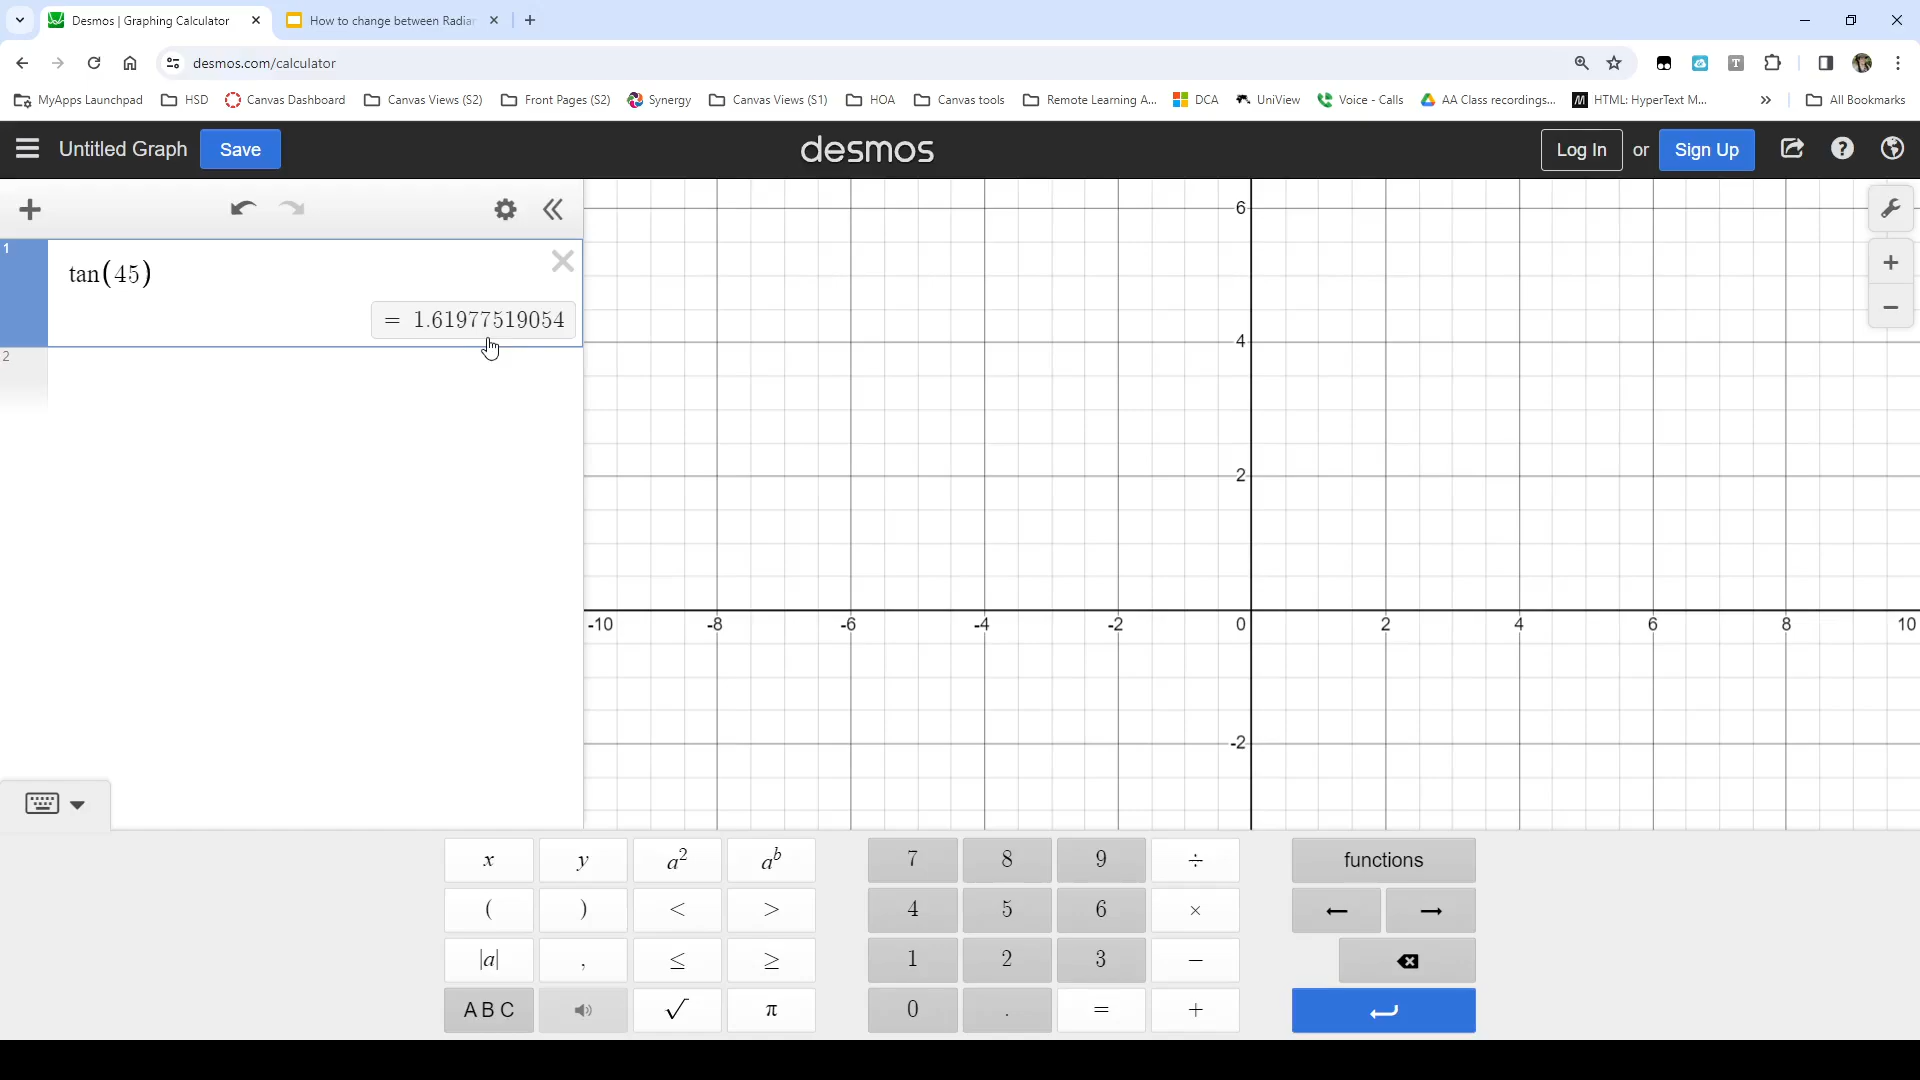 Desmos | Graphing Calculator
How to change between Radia
desmos.com/calculator
MyApps Launchpad HSD Canvas Dashboard Canvas Views (S2) Front Pages (S2) Synergy Canvas Views (S1) HOA Canvas tools Remote Learning A... DCA UniView Voice - Calls AA Class recordings... HTML: HyperText M... » All Bookmarks
Untitled Graph Save desmos Log In or Sign Up
1
tan(45)
= 1.61977519054
2
6
4
2
-10 -8 -6 -4 -2 0 2 4 6 8 10
-2
x y a² aᵇ 7 8 9 ÷ functions
( ) < > 4 5 6 × ← →
|a| , ≤ ≥ 1 2 3 −
A B C √ π 0 . = +